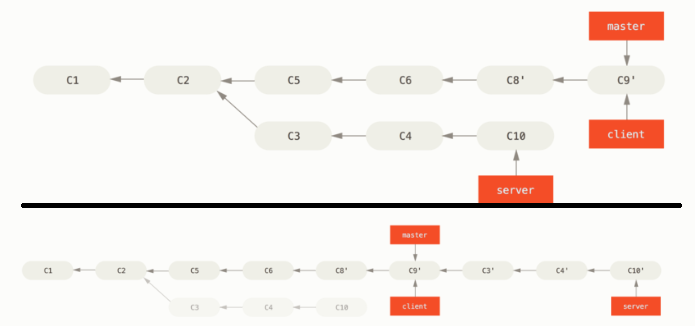 master
C1 C2 C5 C6 C8' C9'
C3 C4 C10 client
server
master
C1 C2 C5 C6 C8' C9' C3' C4' C10'
C3 C4 C10 client server